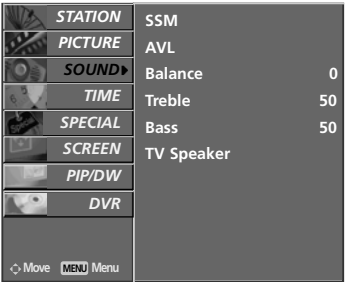 STATION
PICTURE
SOUND
TIME
SPECIAL
SCREEN
PIP/DW
DVR
Move MENU Menu
SSM
AVL
Balance 0
Treble 50
Bass 50
TV Speaker